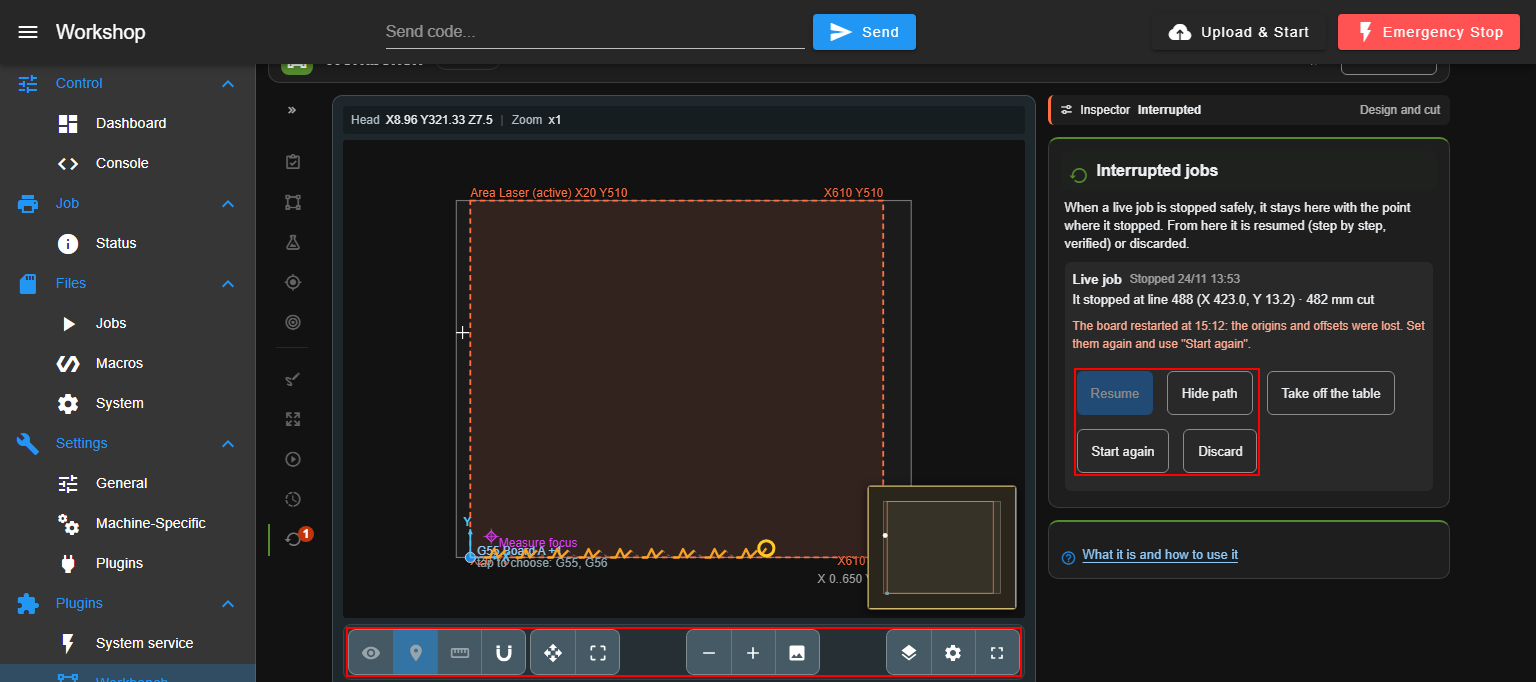 Workshop
Send code...
Send
Upload & Start
Emergency Stop
Control
Dashboard
Console
Job
Status
Files
Jobs
Macros
System
Settings
General
Machine-Specific
Plugins
Plugins
System service
Workbench
Head X8.96 Y321.33 Z7.5 | Zoom x1
Area Laser (active) X20 Y510
X610 Y510
Y
Measure focus
G55 Board A +
Tap to choose: G55, G56
X610
X 0..650
Inspector Interrupted
Design and cut
Interrupted jobs
When a live job is stopped safely, it stays here with the point
where it stopped. From here it is resumed (step by step,
verified) or discarded.
Live job Stopped 24/11 13:53
It stopped at line 488 (X 423.0, Y 13.2) · 482 mm cut
The board restarted at 15:12: the origins and offsets were lost. Set
them again and use "Start again".
Resume
Hide path
Take off the table
Start again
Discard
1
What it is and how to use it